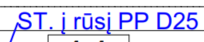 ST. į rūsį PP D25